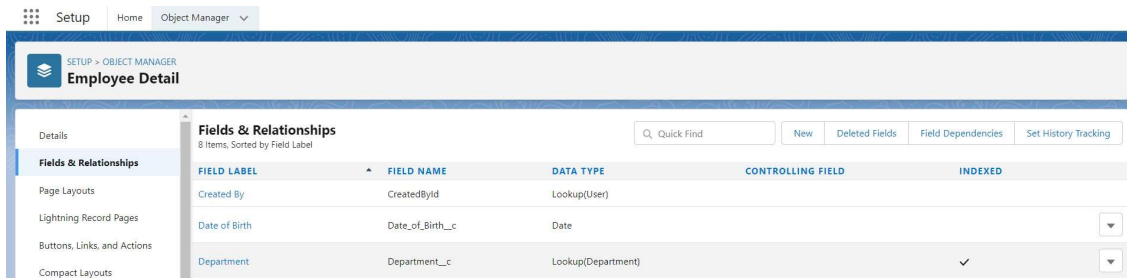 Setup Home Object Manager
SETUP > OBJECT MANAGER
Employee Detail
Details
Fields & Relationships
Page Layouts
Lightning Record Pages
Buttons, Links, and Actions
Compact Layouts
Fields & Relationships
8 Items, Sorted by Field Label
Quick Find New Deleted Fields Field Dependencies Set History Tracking
FIELD LABEL FIELD NAME DATA TYPE CONTROLLING FIELD INDEXED
Created By CreatedById Lookup(User)
Date of Birth Date_of_Birth__c Date
Department Department__c Lookup(Department)